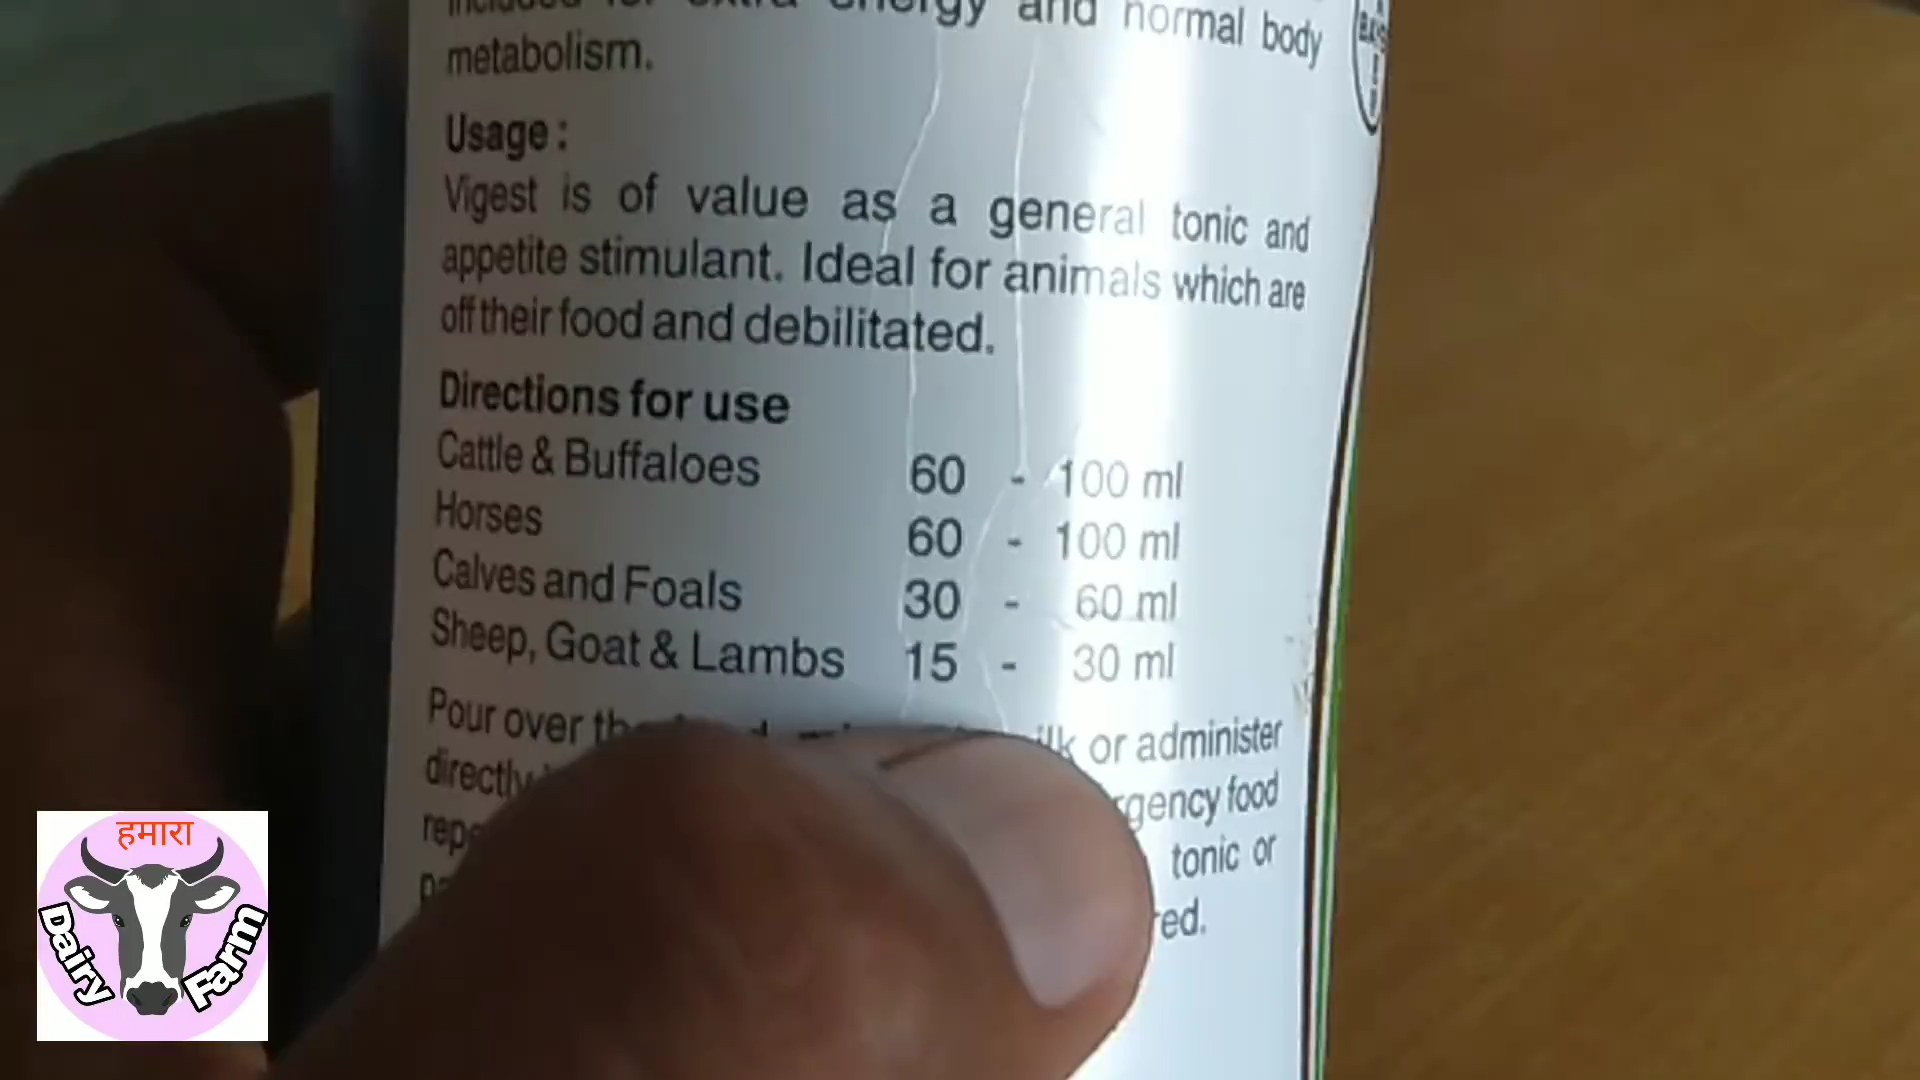 extra energy and normal body
metabolism.
Usage :
Vigest is of value as a general tonic and
appetite stimulant. Ideal for animals which are
off their food and debilitated.
Directions for use
Cattle & Buffaloes 60 - 100 ml
Horses 60 - 100 ml
Calves and Foals 30 - 60 ml
Sheep, Goat & Lambs 15 - 30 ml
Pour over or administer
directly food
tonic or
हमारा
Dairy Farm